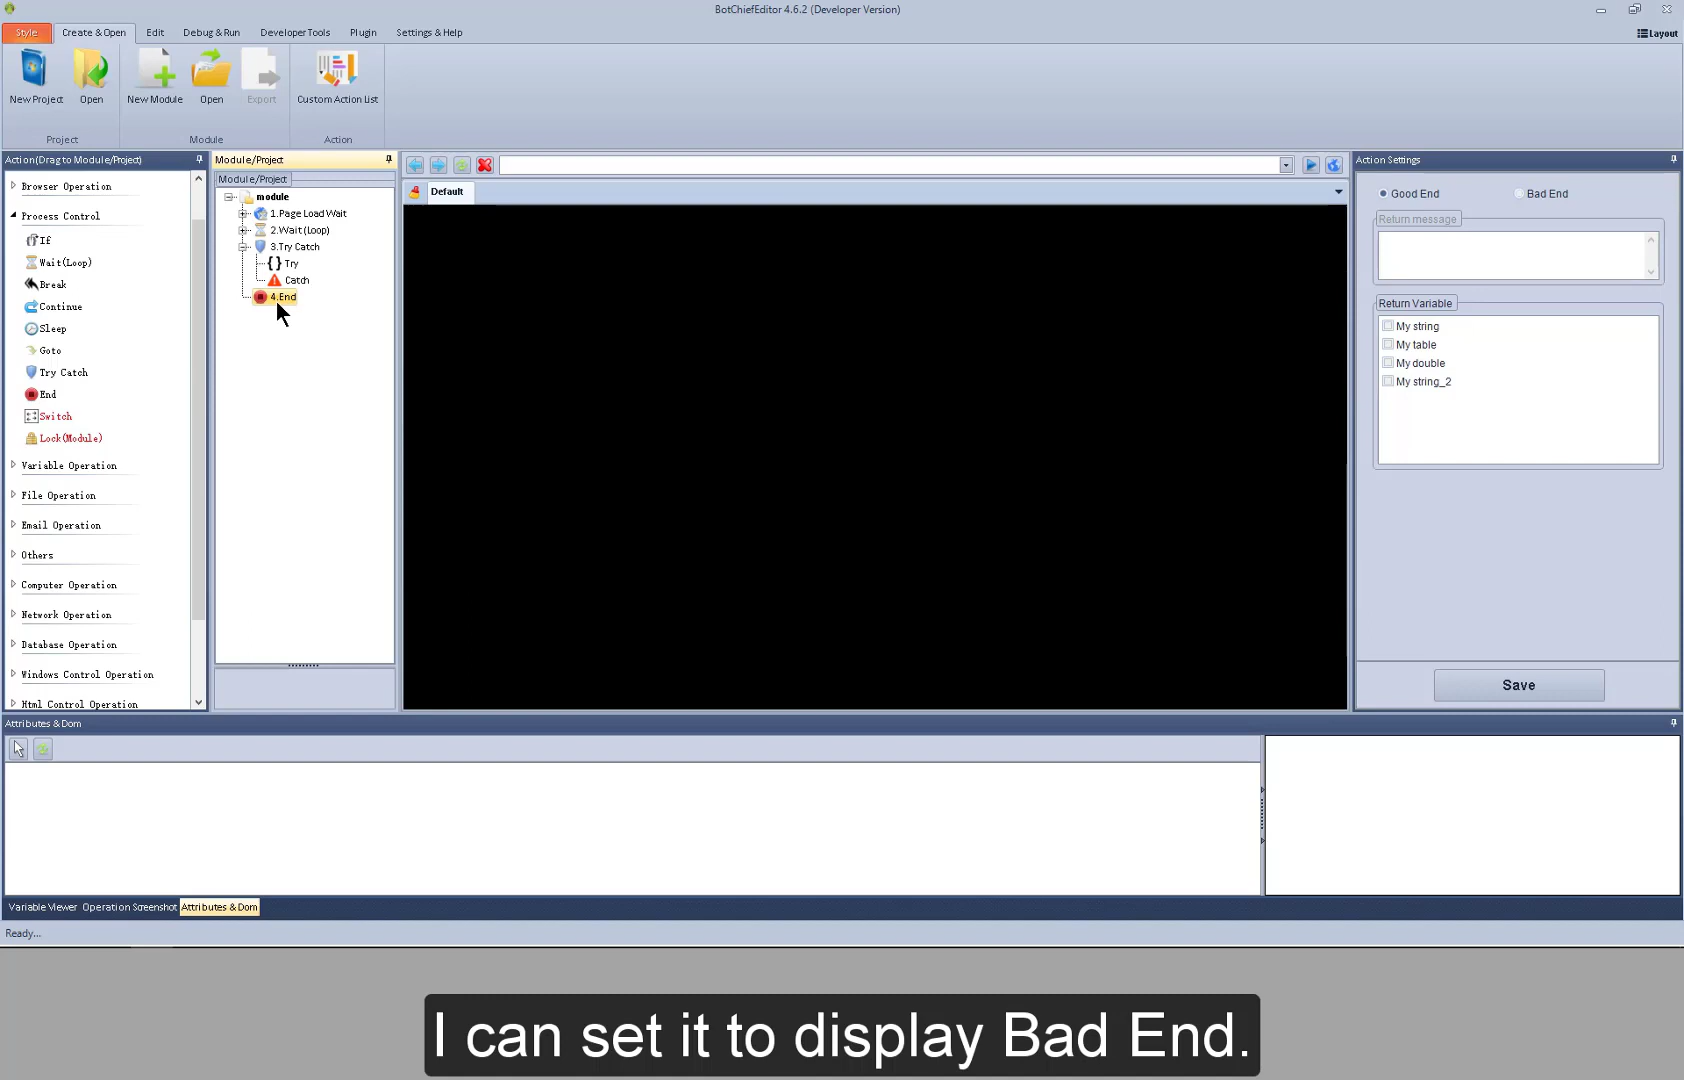 BotChiefEditor 4.6.2 (Developer Version)
Style
Create & Open
Edit
Debug & Run
Developer Tools
Plugin
Settings & Help
Layout
New Project
Open
New Module
Open
Export
Custom Action List
Project
Module
Action
Action(Drag to Module/Project)
Browser Operation
Process Control
If
Wait(Loop)
Break
Continue
Sleep
Goto
Try Catch
End
Switch
Lock(Module)
Variable Operation
File Operation
Email Operation
Others
Computer Operation
Network Operation
Database Operation
Windows Control Operation
Html Control Operation
Module/Project
Module/Project
module
1.Page Load Wait
2.Wait(Loop)
3.Try Catch
Try
Catch
4.End
Default
Action Settings
Good End
Bad End
Return message
Return Variable
My string
My table
My double
My string_2
Save
Attributes & Dom
Variable Viewer
Operation Screenshot
Attributes & Dom
Ready...
I can set it to display Bad End.